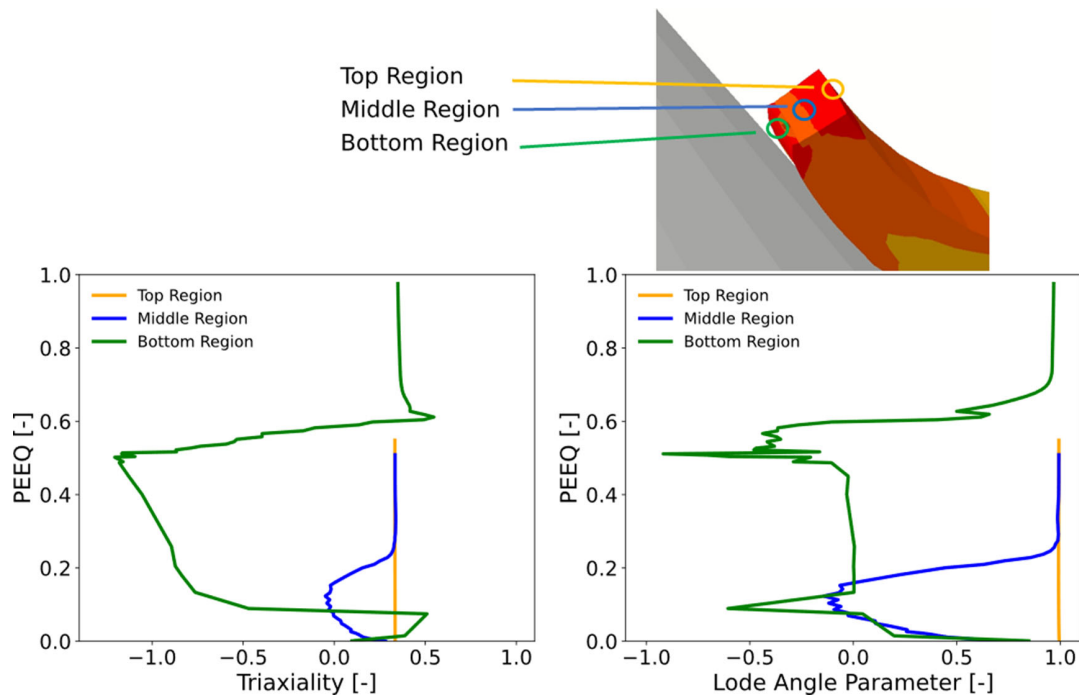 Top Region
Middle Region
Bottom Region
1.0
0.8
0.6
0.4
0.2
0.0
PEEQ [-]
Top Region
Middle Region
Bottom Region
−1.0
−0.5
0.0
0.5
1.0
Triaxiality [-]
1.0
0.8
0.6
0.4
0.2
0.0
PEEQ [-]
Top Region
Middle Region
Bottom Region
−1.0
−0.5
0.0
0.5
1.0
Lode Angle Parameter [-]